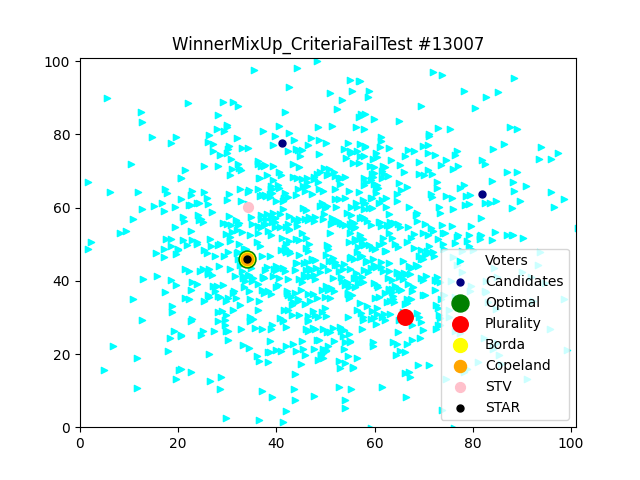 WinnerMixUp_CriteriaFailTest #13007
100
80
60
40
20
0
0 20 40 60 80 100
Voters
Candidates
Optimal
Plurality
Borda
Copeland
STV
STAR